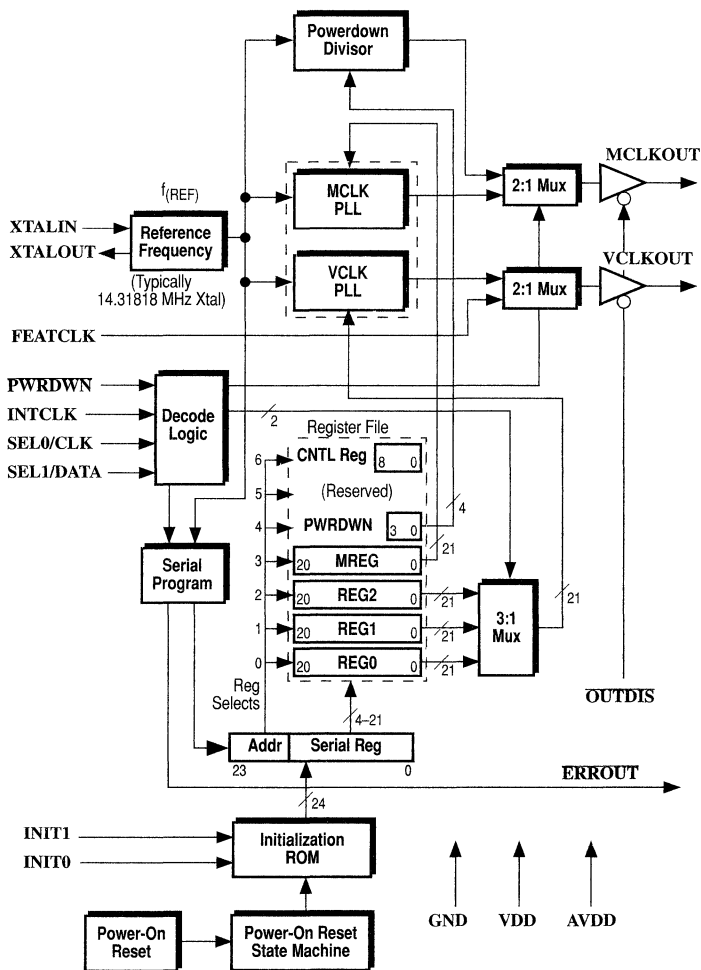 Powerdown
Divisor
MCLKOUT
f(REF)
MCLK
PLL
2:1 Mux
XTALIN
XTALOUT
Reference
Frequency
VCLK
PLL
2:1 Mux
VCLKOUT
(Typically
14.31818 MHz Xtal)
FEATCLK
PWRDWN
INTCLK
SEL0/CLK
SEL1/DATA
Decode
Logic
2
Register File
6 CNTL Reg 8 0
5 (Reserved)
4 PWRDWN 3 0
4
21
3 20 MREG 0
2 20 REG2 0 21
1 20 REG1 0 21
0 20 REG0 0 21
3:1
Mux
21
Serial
Program
Reg
Selects
4–21
OUTDIS
Addr Serial Reg
23 0
ERROUT
24
INIT1
INIT0
Initialization
ROM
GND VDD AVDD
Power-On
Reset
Power-On Reset
State Machine